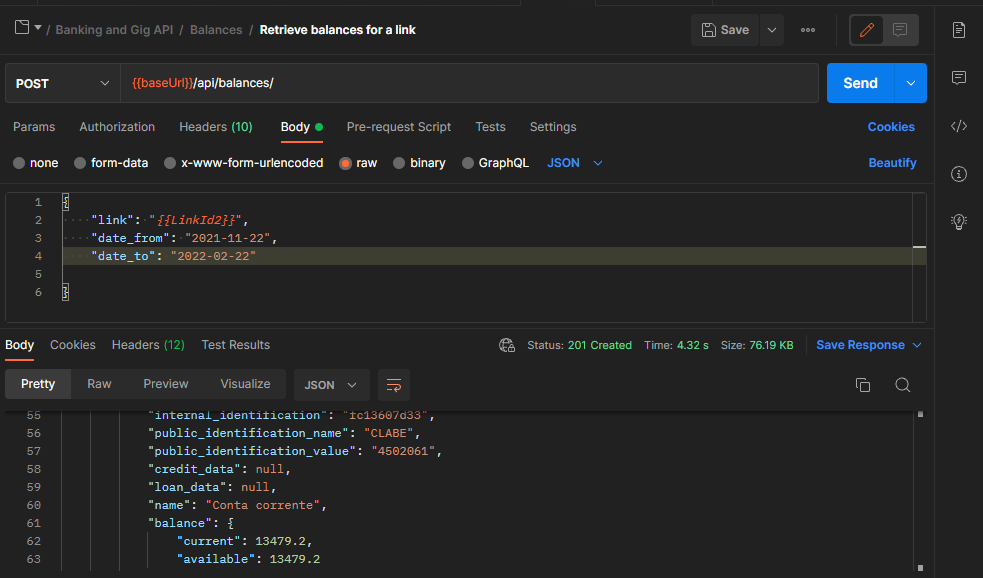 / Banking and Gig API / Balances / Retrieve balances for a link
Save
POST
{{baseUrl}}/api/balances/
Send
Params Authorization Headers (10) Body Pre-request Script Tests Settings Cookies
none form-data x-www-form-urlencoded raw binary GraphQL JSON Beautify
1 {
2 "link": "{{LinkId2}}",
3 "date_from": "2021-11-22",
4 "date_to": "2022-02-22"
5
6 }
Body Cookies Headers (12) Test Results Status: 201 Created Time: 4.32 s Size: 76.19 KB Save Response
Pretty Raw Preview Visualize JSON
55 "internal_identification": "fc13607d33",
56 "public_identification_name": "CLABE",
57 "public_identification_value": "4502061",
58 "credit_data": null,
59 "loan_data": null,
60 "name": "Conta corrente",
61 "balance": {
62 "current": 13479.2,
63 "available": 13479.2